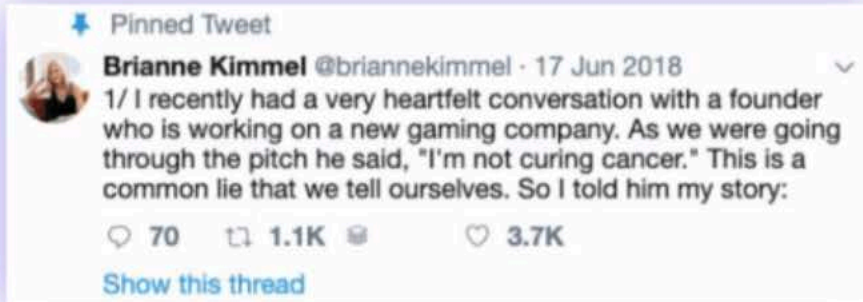 Pinned Tweet
Brianne Kimmel @briannekimmel · 17 Jun 2018
1/ I recently had a very heartfelt conversation with a founder
who is working on a new gaming company. As we were going
through the pitch he said, "I'm not curing cancer." This is a
common lie that we tell ourselves. So I told him my story:
70 1.1K 3.7K
Show this thread